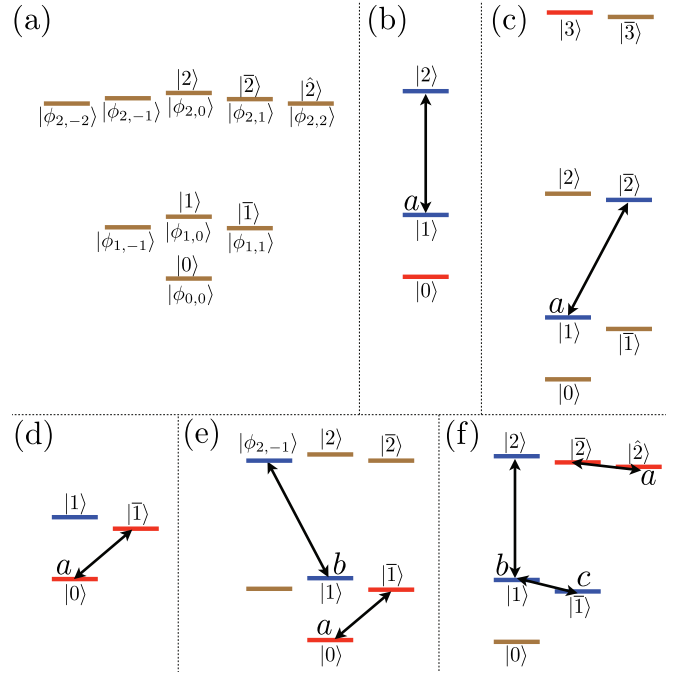 (a)
|2⟩ |2̅⟩ |2̂⟩
|ϕ₂,₋₂⟩ |ϕ₂,₋₁⟩ |ϕ₂,₀⟩ |ϕ₂,₁⟩ |ϕ₂,₂⟩
|1⟩ |1̅⟩
|ϕ₁,₋₁⟩ |ϕ₁,₀⟩ |ϕ₁,₁⟩
|0⟩
|ϕ₀,₀⟩
(b)
|2⟩
a
|1⟩
|0⟩
(c)
|3⟩ |3̅⟩
|2⟩ |2̅⟩
a
|1⟩ |1̅⟩
|0⟩
(d)
|1⟩ |1̅⟩
a
|0⟩
(e)
|ϕ₂,₋₁⟩ |2⟩ |2̅⟩
b
|1⟩ |1̅⟩
a
|0⟩
(f)
|2⟩ |2̅⟩ |2̂⟩
a
b c
|1⟩ |1̅⟩
|0⟩